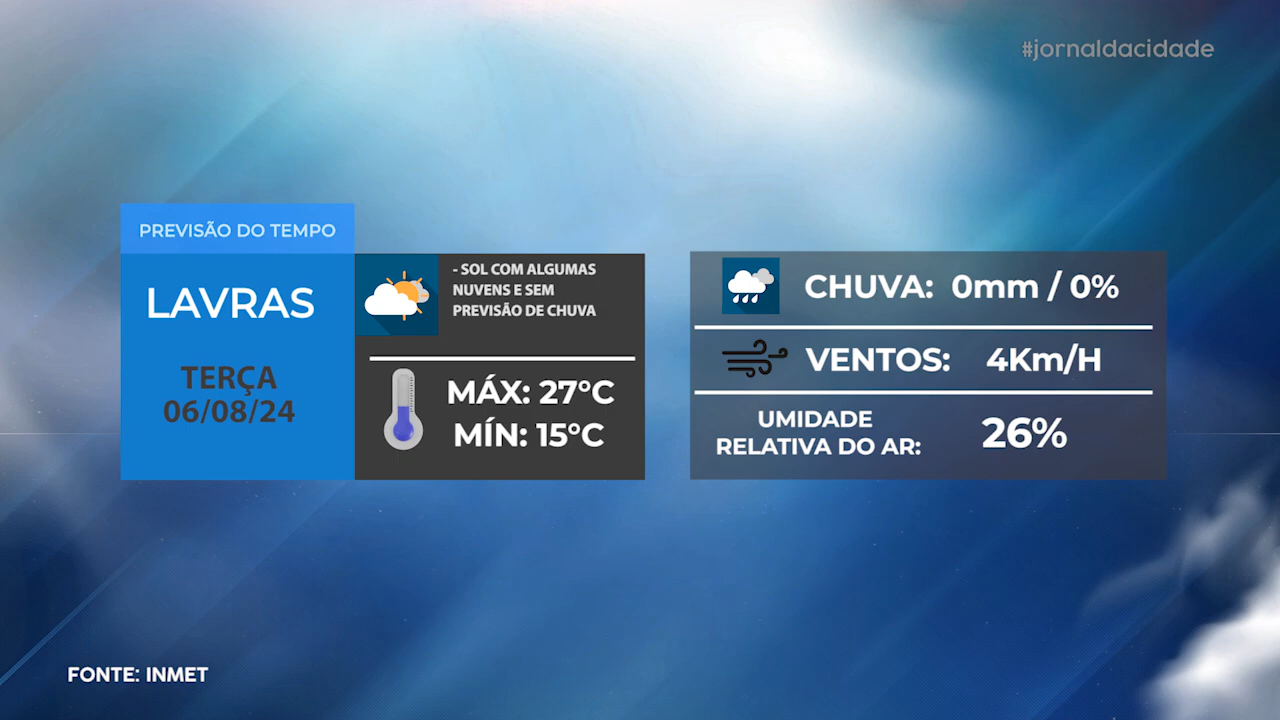 #jornaldacidade
PREVISÃO DO TEMPO
LAVRAS
TERÇA
06/08/24
- SOL COM ALGUMAS
NUVENS E SEM
PREVISÃO DE CHUVA
MÁX: 27°C
MÍN: 15°C
CHUVA: 0mm / 0%
VENTOS: 4Km/H
UMIDADE
RELATIVA DO AR: 26%
FONTE: INMET